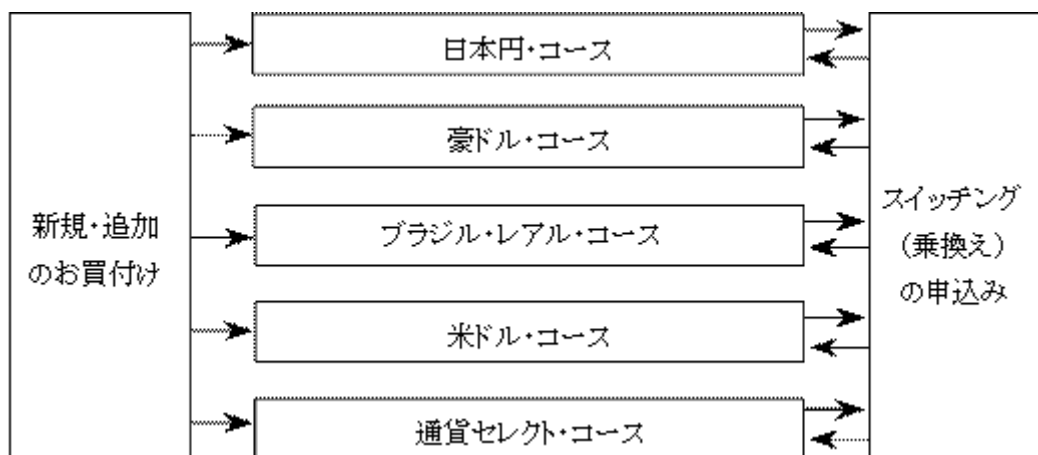 新規・追加
のお買付け
日本円・コース
豪ドル・コース
ブラジル・レアル・コース
米ドル・コース
通貨セレクト・コース
スイッチング
(乗換え)
の申込み